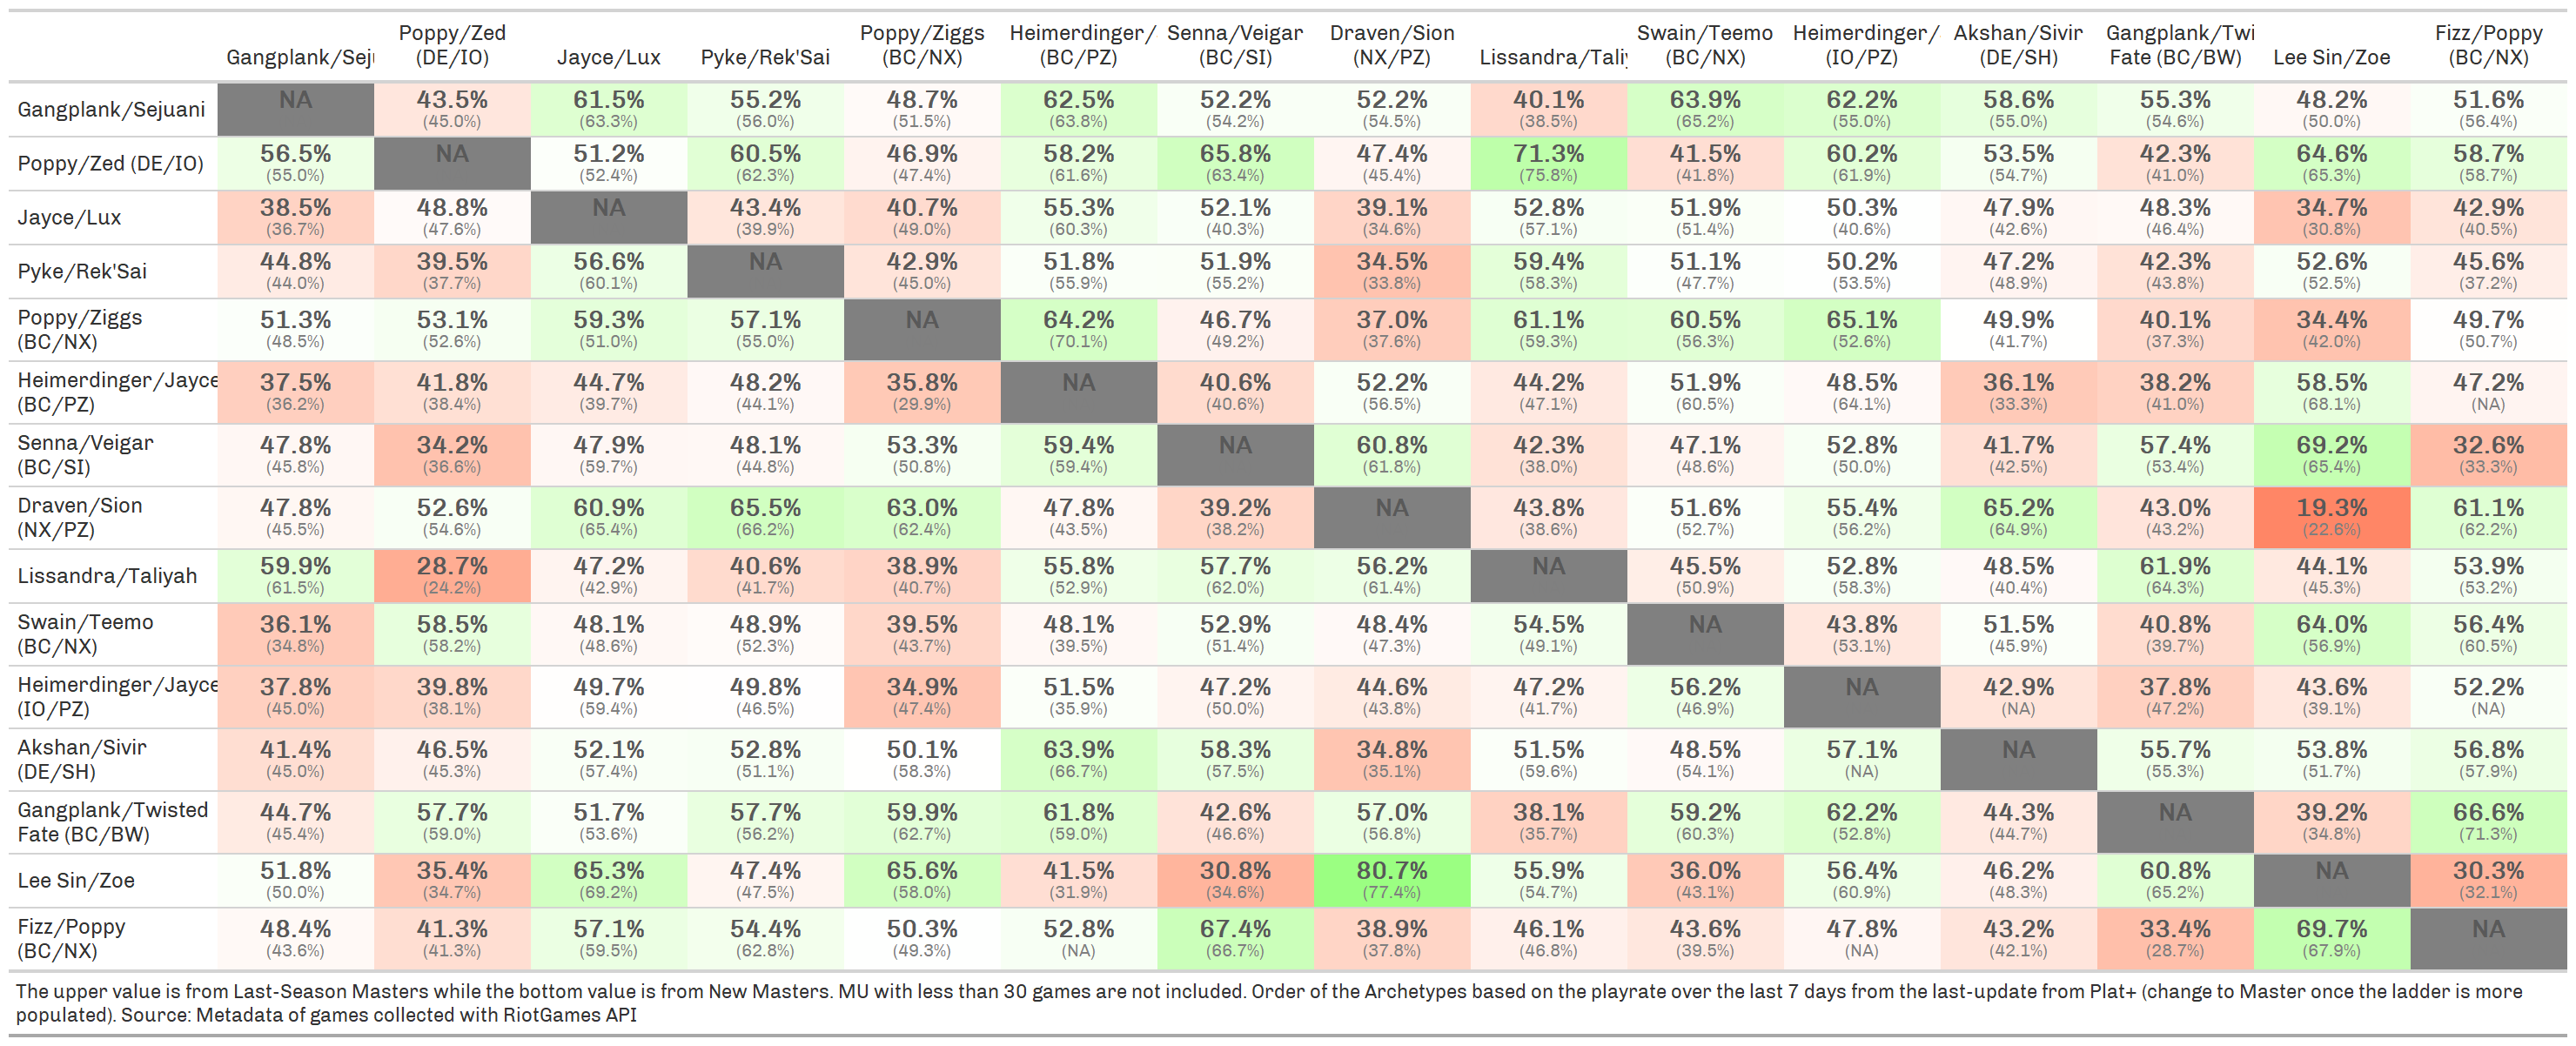 Gangplank/Seju Poppy/Zed (DE/IO) Jayce/Lux Pyke/Rek'Sai Poppy/Ziggs (BC/NX) Heimerdinger/ (BC/PZ) Senna/Veigar (BC/SI) Draven/Sion (NX/PZ) Lissandra/Taliy Swain/Teemo (BC/NX) Heimerdinger/ (IO/PZ) Akshan/Sivir (DE/SH) Gangplank/Twi Fate (BC/BW) Lee Sin/Zoe Fizz/Poppy (BC/NX)
Gangplank/Sejuani NA 43.5% 61.5% 55.2% 48.7% 62.5% 52.2% 52.2% 40.1% 63.9% 62.2% 58.6% 55.3% 48.2% 51.6%
(45.0%) (63.3%) (56.0%) (51.5%) (63.8%) (54.2%) (54.5%) (38.5%) (65.2%) (55.0%) (55.0%) (54.6%) (50.0%) (56.4%)
Poppy/Zed (DE/IO) 56.5% NA 51.2% 60.5% 46.9% 58.2% 65.8% 47.4% 71.3% 41.5% 60.2% 53.5% 42.3% 64.6% 58.7%
(55.0%) (52.4%) (62.3%) (47.4%) (61.6%) (63.4%) (45.4%) (75.8%) (41.8%) (61.9%) (54.7%) (41.0%) (65.3%) (58.7%)
Jayce/Lux 38.5% 48.8% NA 43.4% 40.7% 55.3% 52.1% 39.1% 52.8% 51.9% 50.3% 47.9% 48.3% 34.7% 42.9%
(36.7%) (47.6%) (39.9%) (49.0%) (60.3%) (40.3%) (34.6%) (57.1%) (51.4%) (40.6%) (42.6%) (46.4%) (30.8%) (40.5%)
Pyke/Rek'Sai 44.8% 39.5% 56.6% NA 42.9% 51.8% 51.9% 34.5% 59.4% 51.1% 50.2% 47.2% 42.3% 52.6% 45.6%
(44.0%) (37.7%) (60.1%) (45.0%) (55.9%) (55.2%) (33.8%) (58.3%) (47.7%) (53.5%) (48.9%) (43.8%) (52.5%) (37.2%)
Poppy/Ziggs 51.3% 53.1% 59.3% 57.1% NA 64.2% 46.7% 37.0% 61.1% 60.5% 65.1% 49.9% 40.1% 34.4% 49.7%
(BC/NX) (48.5%) (52.6%) (51.0%) (55.0%) (70.1%) (49.2%) (37.6%) (59.3%) (56.3%) (52.6%) (41.7%) (37.3%) (42.0%) (50.7%)
Heimerdinger/Jayce 37.5% 41.8% 44.7% 48.2% 35.8% NA 40.6% 52.2% 44.2% 51.9% 48.5% 36.1% 38.2% 58.5% 47.2%
(BC/PZ) (36.2%) (38.4%) (39.7%) (44.1%) (29.9%) (40.6%) (56.5%) (47.1%) (60.5%) (64.1%) (33.3%) (41.0%) (68.1%) (NA)
Senna/Veigar 47.8% 34.2% 47.9% 48.1% 53.3% 59.4% NA 60.8% 42.3% 47.1% 52.8% 41.7% 57.4% 69.2% 32.6%
(BC/SI) (45.8%) (36.6%) (59.7%) (44.8%) (50.8%) (59.4%) (61.8%) (38.0%) (48.6%) (50.0%) (42.5%) (53.4%) (65.4%) (33.3%)
Draven/Sion 47.8% 52.6% 60.9% 65.5% 63.0% 47.8% 39.2% NA 43.8% 51.6% 55.4% 65.2% 43.0% 19.3% 61.1%
(NX/PZ) (45.5%) (54.6%) (65.4%) (66.2%) (62.4%) (43.5%) (38.2%) (38.6%) (52.7%) (56.2%) (64.9%) (43.2%) (22.6%) (62.2%)
Lissandra/Taliyah 59.9% 28.7% 47.2% 40.6% 38.9% 55.8% 57.7% 56.2% NA 45.5% 52.8% 48.5% 61.9% 44.1% 53.9%
(61.5%) (24.2%) (42.9%) (41.7%) (40.7%) (52.9%) (62.0%) (61.4%) (50.9%) (58.3%) (40.4%) (64.3%) (45.3%) (53.2%)
Swain/Teemo 36.1% 58.5% 48.1% 48.9% 39.5% 48.1% 52.9% 48.4% 54.5% NA 43.8% 51.5% 40.8% 64.0% 56.4%
(BC/NX) (34.8%) (58.2%) (48.6%) (52.3%) (43.7%) (39.5%) (51.4%) (47.3%) (49.1%) (53.1%) (45.9%) (39.7%) (56.9%) (60.5%)
Heimerdinger/Jayce 37.8% 39.8% 49.7% 49.8% 34.9% 51.5% 47.2% 44.6% 47.2% 56.2% NA 42.9% 37.8% 43.6% 52.2%
(IO/PZ) (45.0%) (38.1%) (59.4%) (46.5%) (47.4%) (35.9%) (50.0%) (43.8%) (41.7%) (46.9%) (NA) (47.2%) (39.1%) (NA)
Akshan/Sivir 41.4% 46.5% 52.1% 52.8% 50.1% 63.9% 58.3% 34.8% 51.5% 48.5% 57.1% NA 55.7% 53.8% 56.8%
(DE/SH) (45.0%) (45.3%) (57.4%) (51.1%) (58.3%) (66.7%) (57.5%) (35.1%) (59.6%) (54.1%) (NA) (55.3%) (51.7%) (57.9%)
Gangplank/Twisted 44.7% 57.7% 51.7% 57.7% 59.9% 61.8% 42.6% 57.0% 38.1% 59.2% 62.2% 44.3% NA 39.2% 66.6%
Fate (BC/BW) (45.4%) (59.0%) (53.6%) (56.2%) (62.7%) (59.0%) (46.6%) (56.8%) (35.7%) (60.3%) (52.8%) (44.7%) (34.8%) (71.3%)
Lee Sin/Zoe 51.8% 35.4% 65.3% 47.4% 65.6% 41.5% 30.8% 80.7% 55.9% 36.0% 56.4% 46.2% 60.8% NA 30.3%
(50.0%) (34.7%) (69.2%) (47.5%) (58.0%) (31.9%) (34.6%) (77.4%) (54.7%) (43.1%) (60.9%) (48.3%) (65.2%) (32.1%)
Fizz/Poppy 48.4% 41.3% 57.1% 54.4% 50.3% 52.8% 67.4% 38.9% 46.1% 43.6% 47.8% 43.2% 33.4% 69.7% NA
(BC/NX) (43.6%) (41.3%) (59.5%) (62.8%) (49.3%) (NA) (66.7%) (37.8%) (46.8%) (39.5%) (NA) (42.1%) (28.7%) (67.9%)
The upper value is from Last-Season Masters while the bottom value is from New Masters. MU with less than 30 games are not included. Order of the Archetypes based on the playrate over the last 7 days from the last-update from Plat+ (change to Master once the ladder is more
populated). Source: Metadata of games collected with RiotGames API